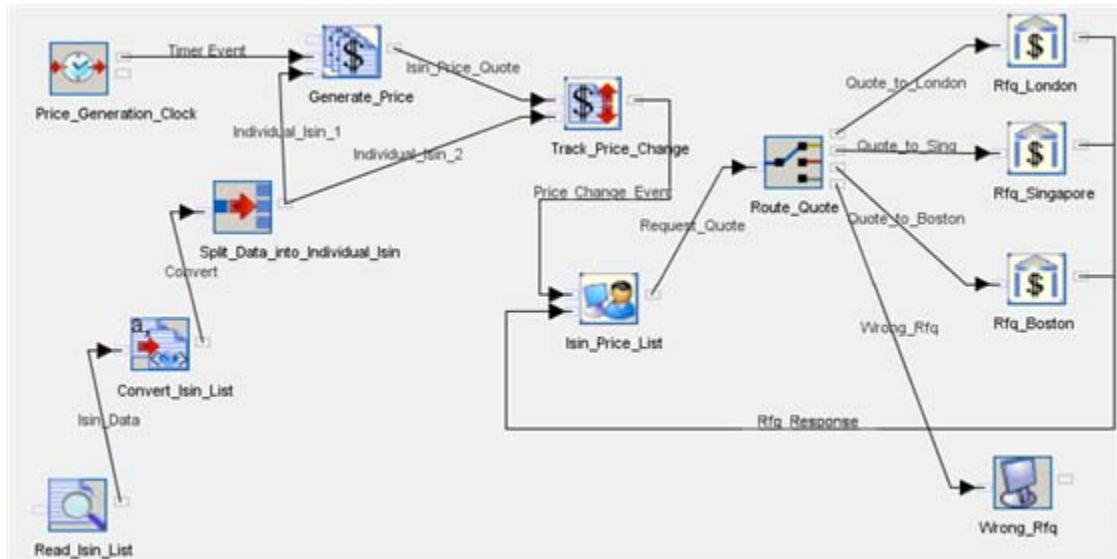 Timer Event
Price_Generation_Clock
Generate_Price
Isin_Price_Quote
Individual_Isin_1
Individual_Isin_2
Track_Price_Change
Price_Change_Event
Split_Data_into_Individual_Isin
Convert
a,
Convert_Isin_List
Isin_Data
Read_Isin_List
Isin_Price_List
Request_Quote
Route_Quote
Quote_to_London
Quote_to_Sing
Quote_to_Boston
Wrong_Rfq
Rfq_London
Rfq_Singapore
Rfq_Boston
Rfq_Response
Wrong_Rfq
$
$
$
$
$